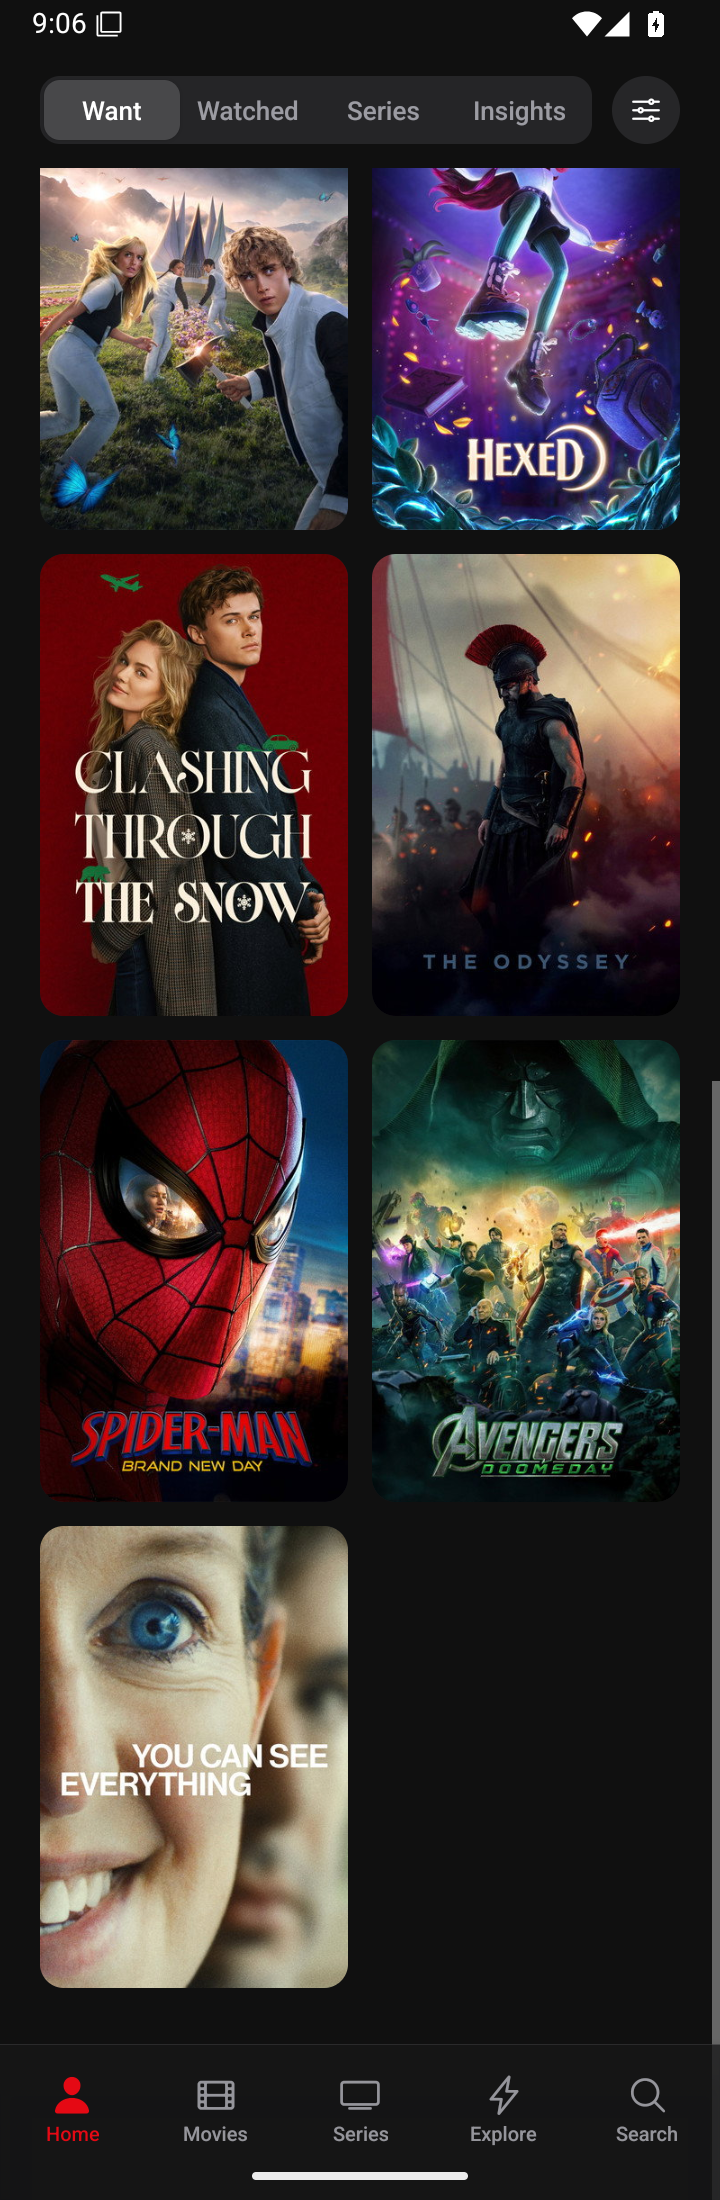 9:06
Want Watched Series Insights
HEXED
CLASHING
THROUGH
THE SNOW
THE ODYSSEY
SPIDER-MAN
BRAND NEW DAY
AVENGERS
DOOMSDAY
YOU CAN SEE
EVERYTHING
Home Movies Series Explore Search